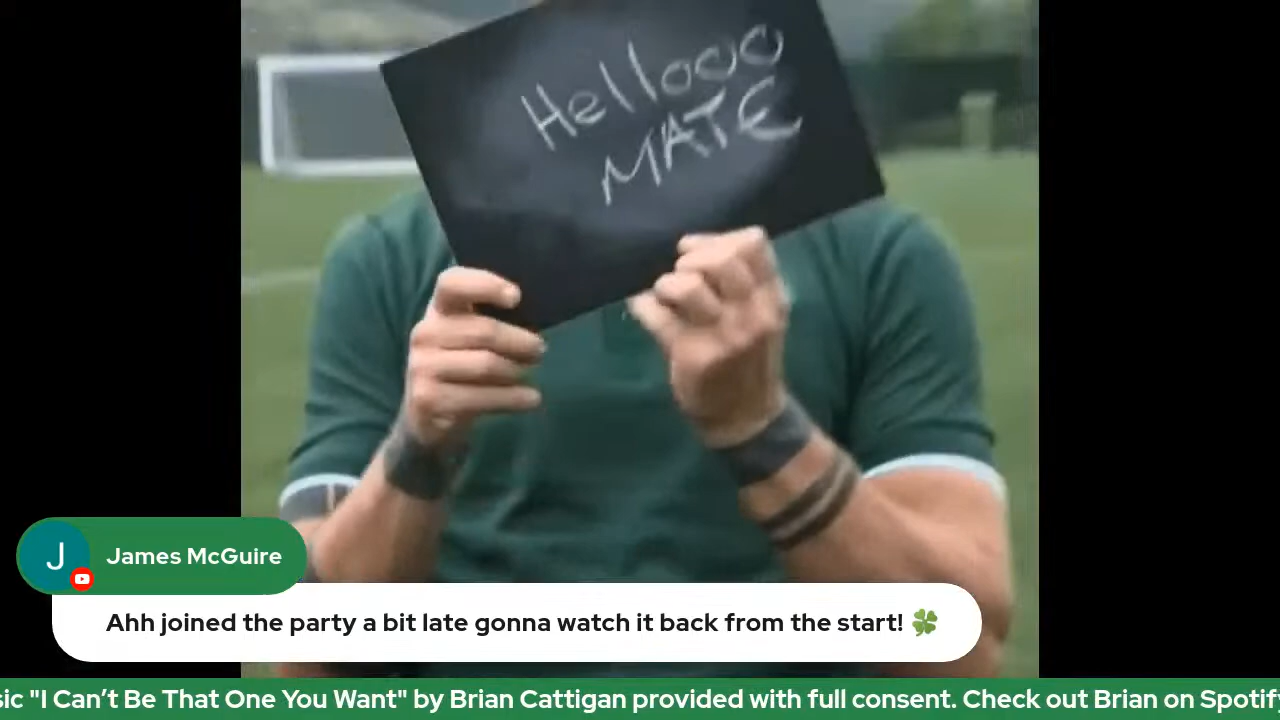 Hellooo
MATE
J
James McGuire
Ahh joined the party a bit late gonna watch it back from the start! 🍀
sic "I Can’t Be That One You Want" by Brian Cattigan provided with full consent. Check out Brian on Spotify